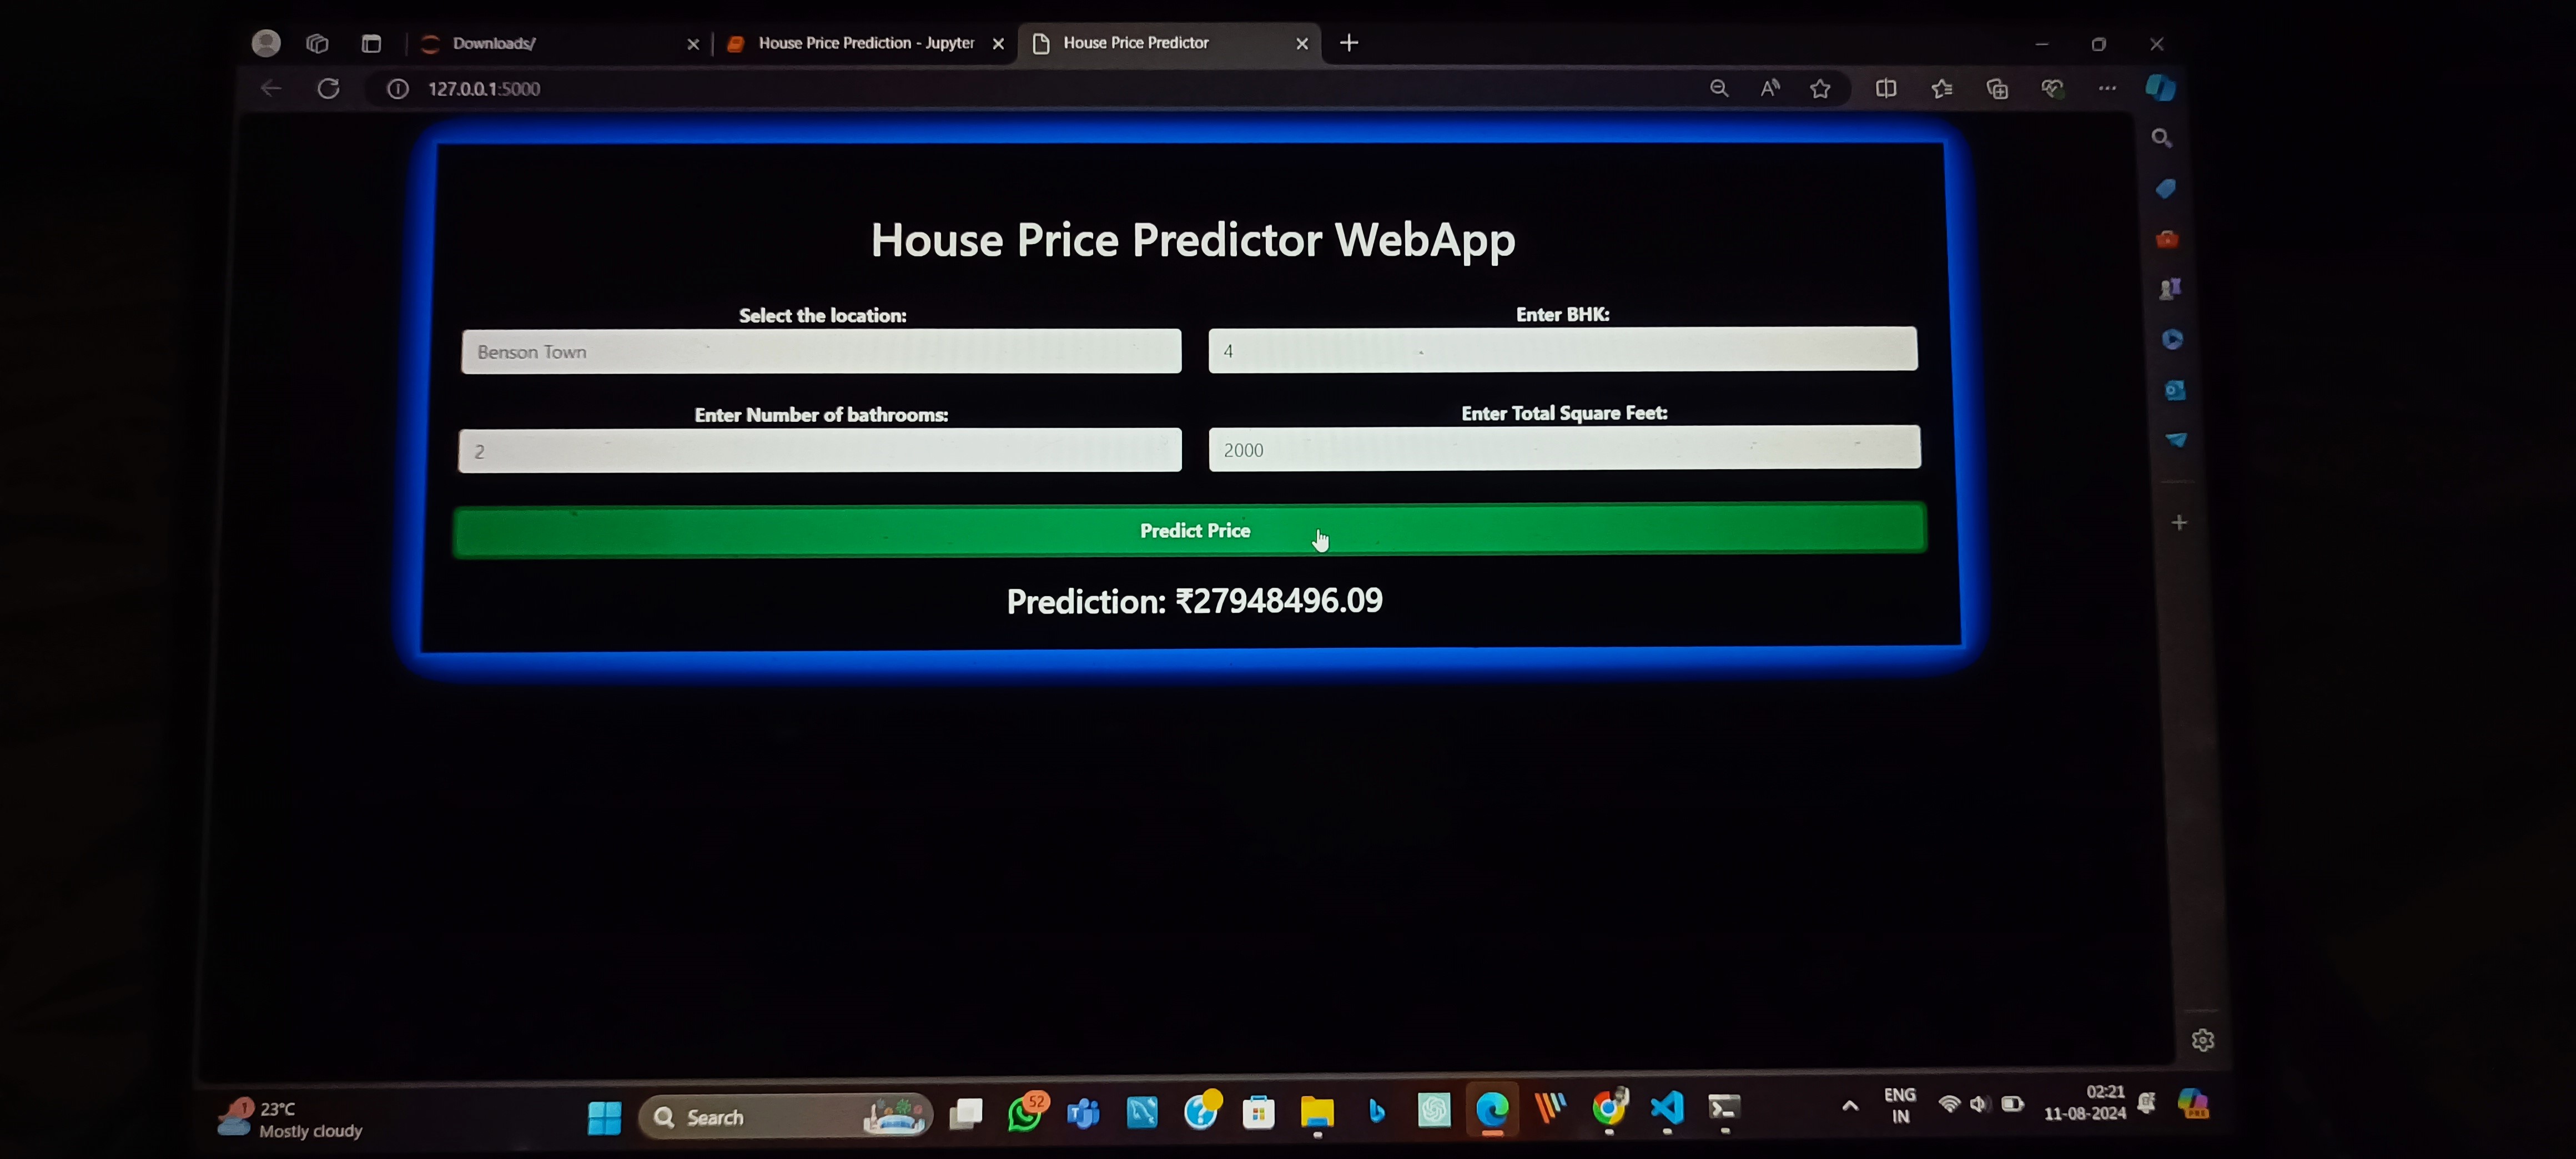 Downloads/
House Price Prediction - Jupyter
House Price Predictor
127.0.0.1:5000
House Price Predictor WebApp
Select the location:
Enter BHK:
Benson Town
4
Enter Number of bathrooms:
Enter Total Square Feet:
2
2000
Predict Price
Prediction: ₹27948496.09
1
23°C
Mostly cloudy
Search
52
ENG
IN
02:21
11-08-2024